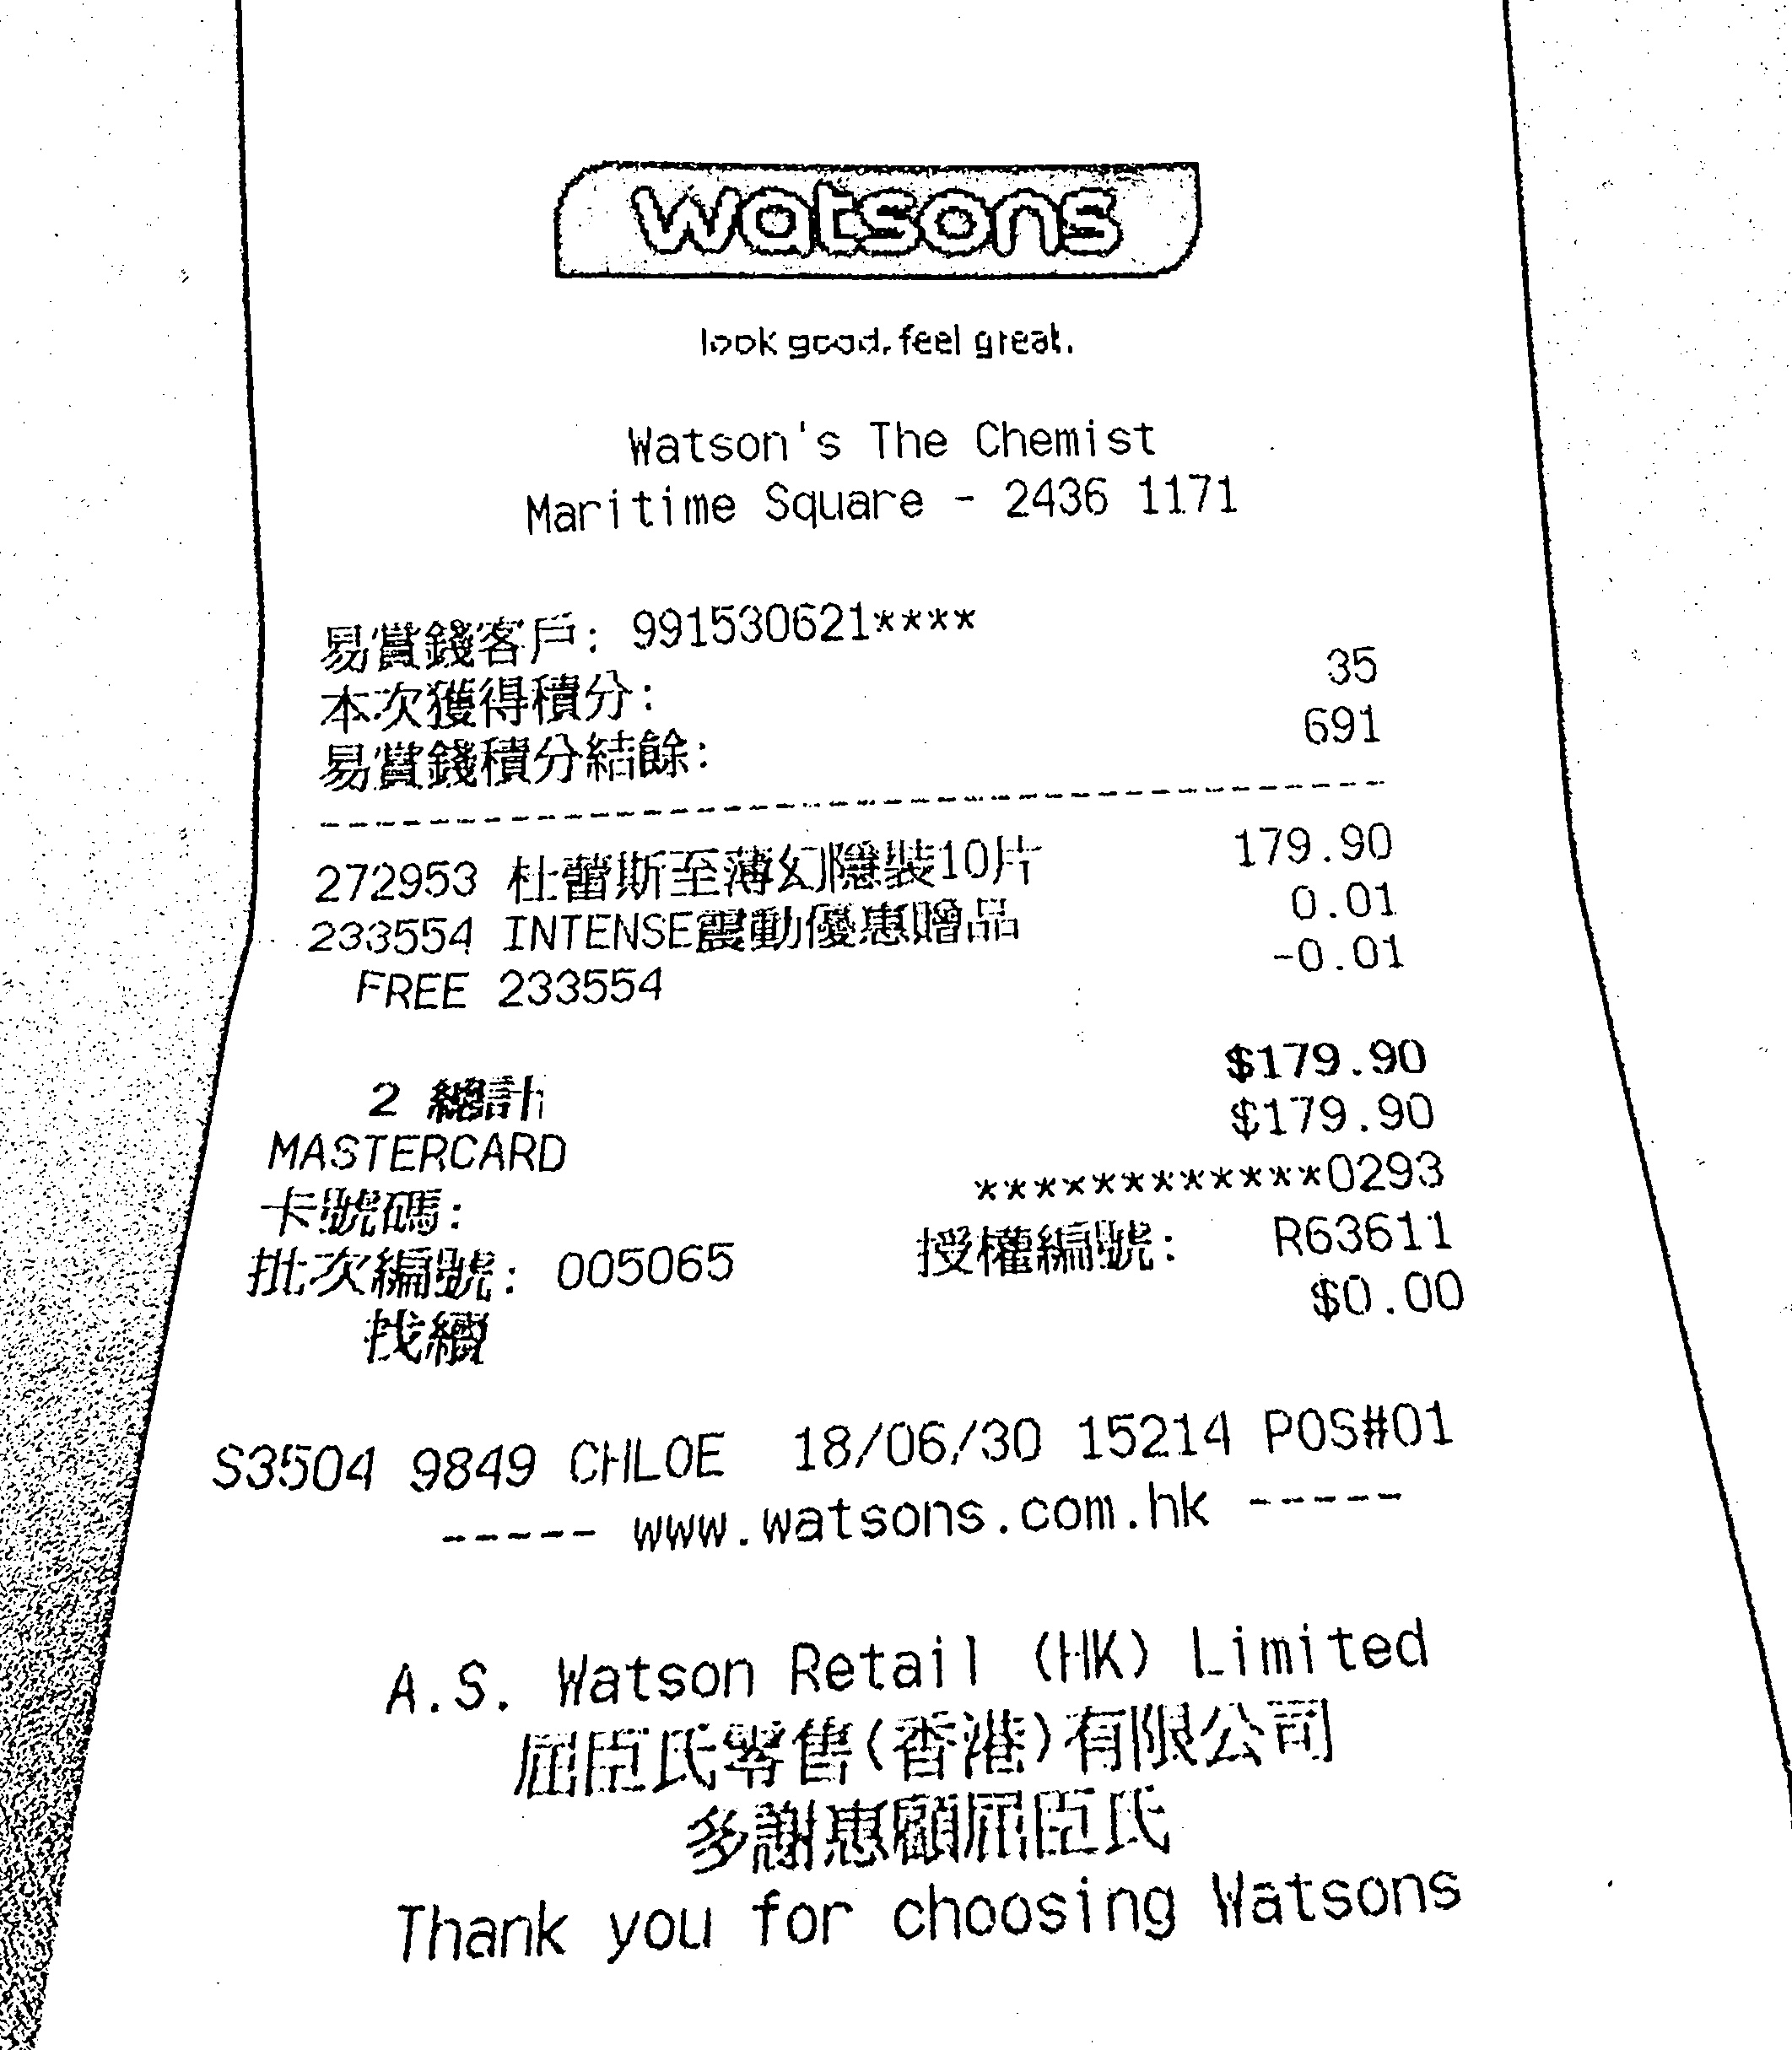 watsons
look good. feel great.
Watson's The Chemist
Maritime Square - 2436 1171
易賞錢客戶: 991530621****
本次獲得積分: 35
易賞錢積分結餘: 691
272953 杜蕾斯至薄幻隱裝10片 179.90
233554 INTENSE震動優惠贈品 0.01
FREE 233554 -0.01
2 總計 $179.90
MASTERCARD $179.90
卡號碼: ************0293
批次編號: 005065 授權編號: R63611
找續 $0.00
S3504 9849 CHLOE 18/06/30 15214 POS#01
----- www.watsons.com.hk -----
A.S. Watson Retail (HK) Limited
屈臣氏零售(香港)有限公司
多謝惠顧屈臣氏
Thank you for choosing Watsons